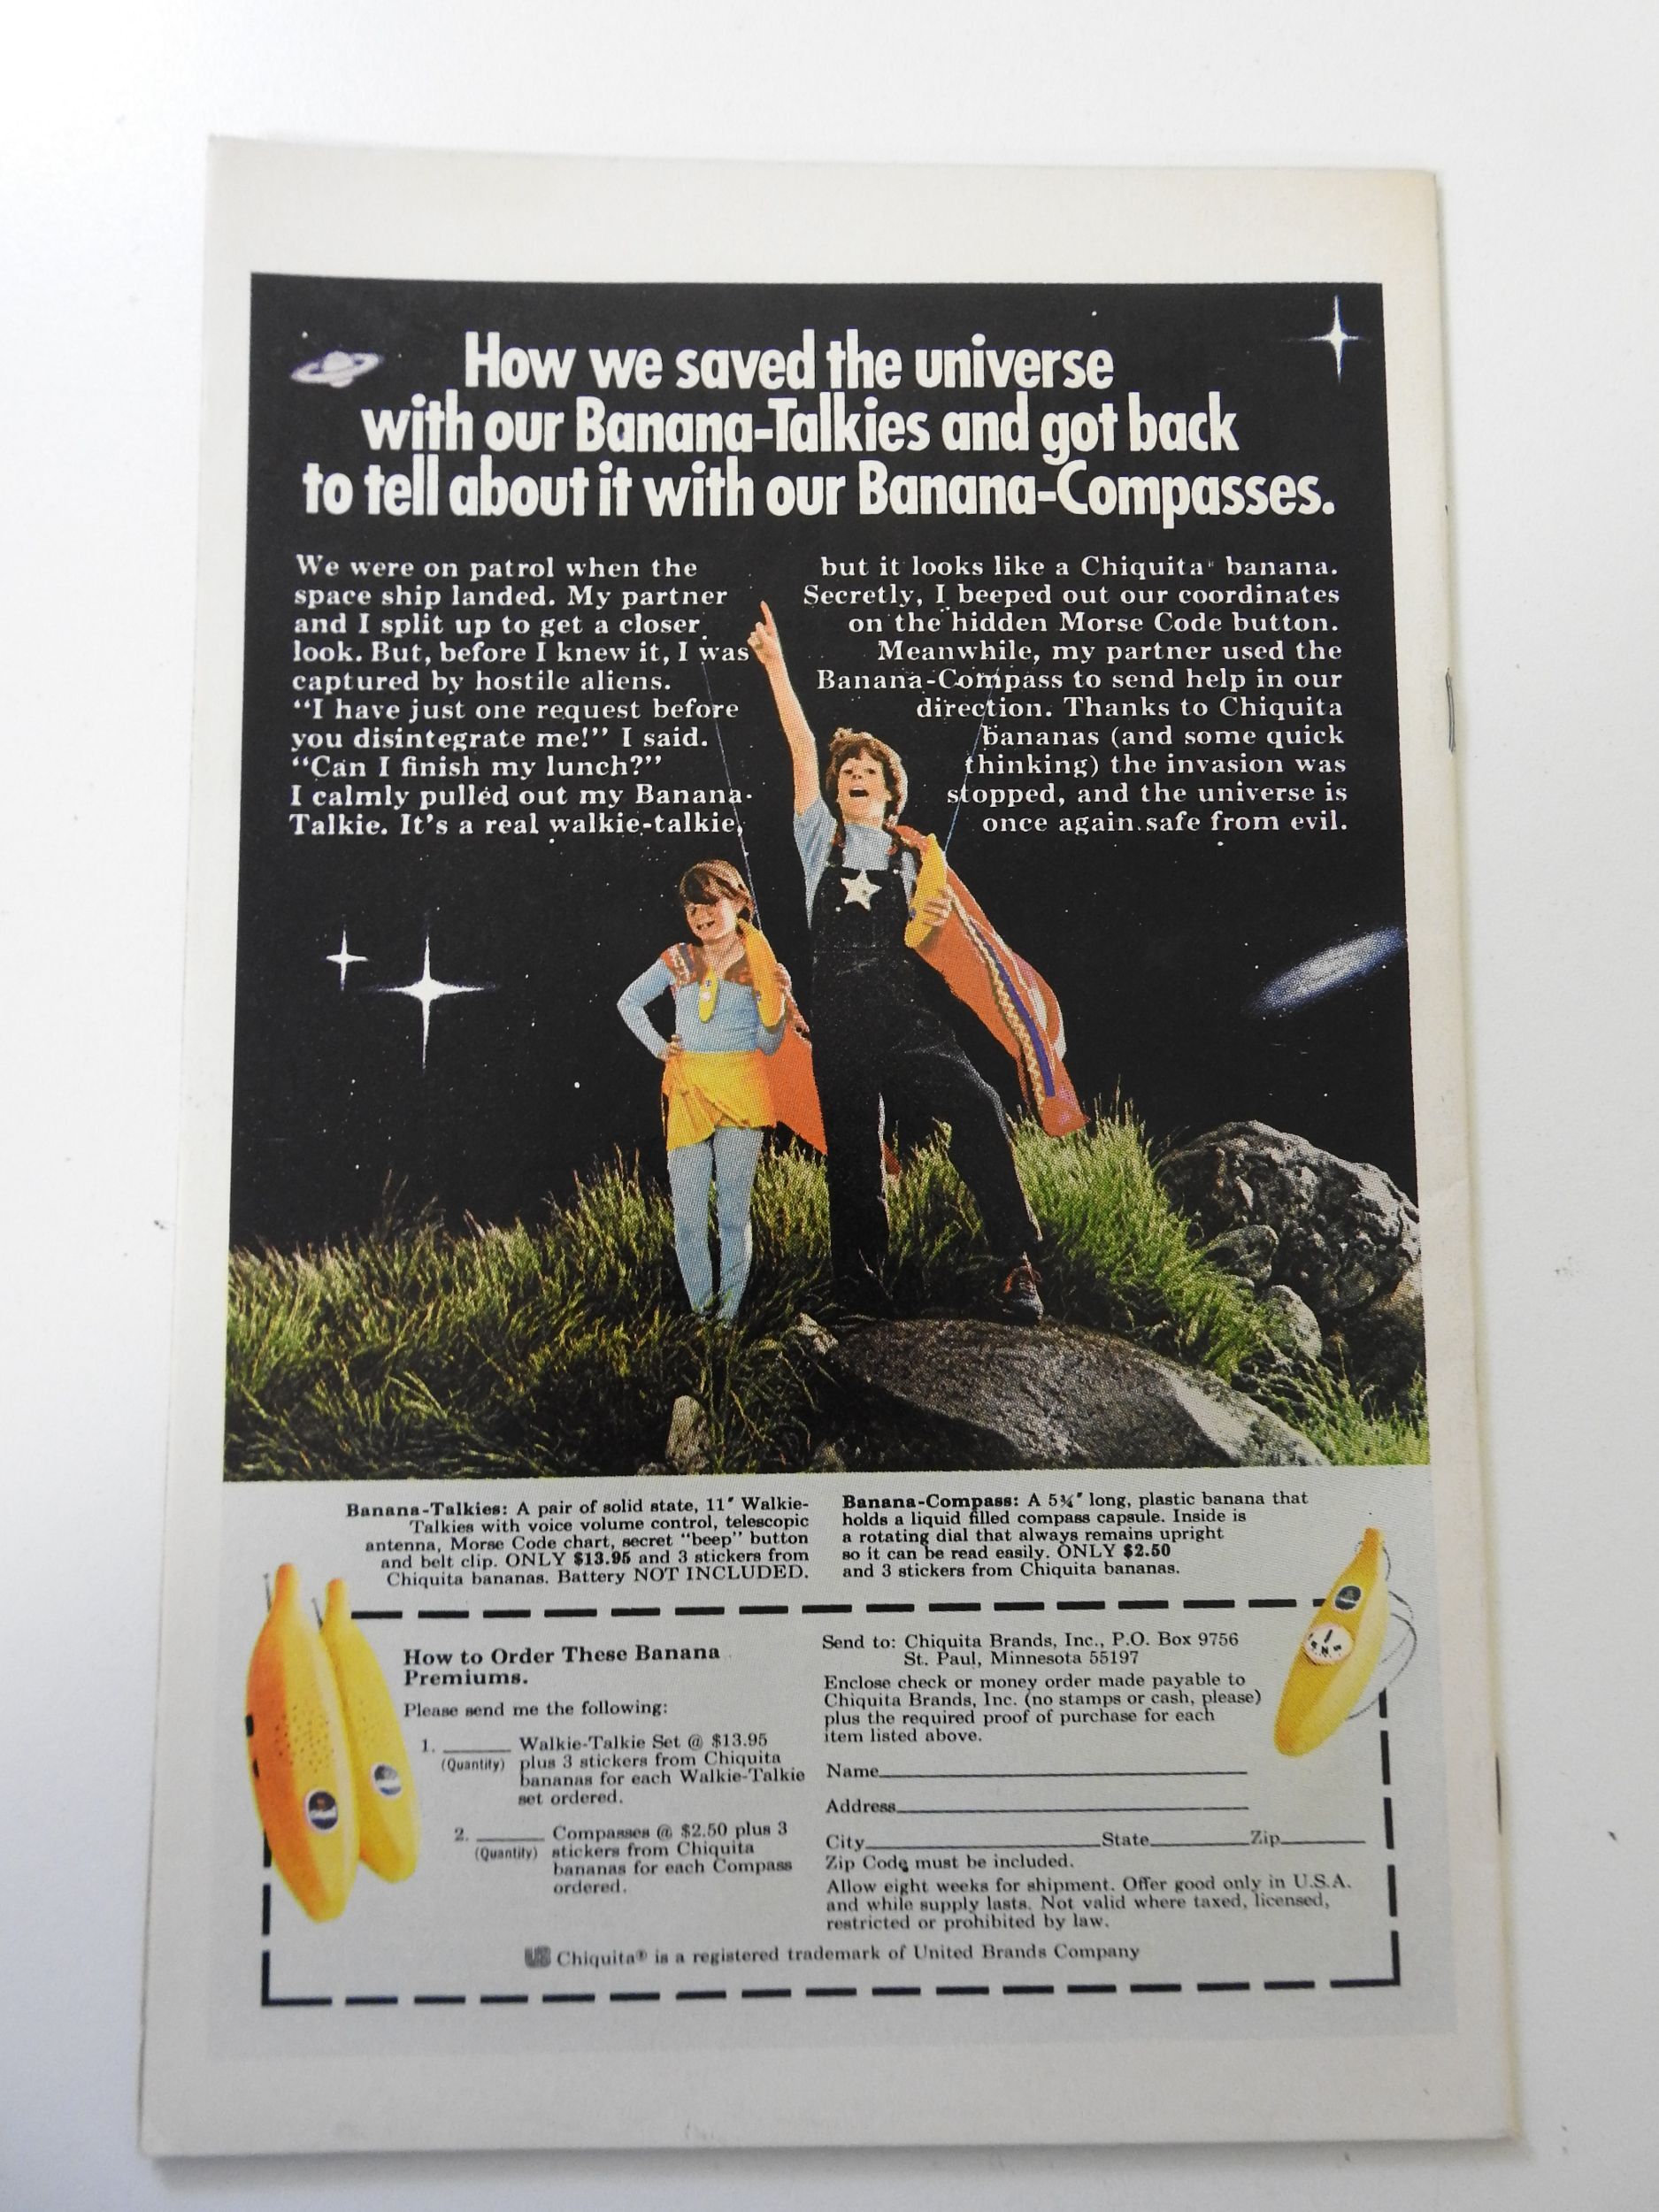 How we saved the universe
with our Banana-Talkies and got back
to tell about it with our Banana-Compasses.
We were on patrol when the
space ship landed. My partner
and I split up to get a closer
look. But, before I knew it, I was
captured by hostile aliens.
“I have just one request before
you disintegrate me!” I said.
“Can I finish my lunch?”
I calmly pulled out my Banana-
Talkie. It's a real walkie-talkie,
but it looks like a Chiquita® banana.
Secretly, I beeped out our coordinates
on the hidden Morse Code button.
Meanwhile, my partner used the
Banana-Compass to send help in our
direction. Thanks to Chiquita
bananas (and some quick
thinking) the invasion was
stopped, and the universe is
once again safe from evil.
Banana-Talkies: A pair of solid state, 11″ Walkie-
Talkies with voice volume control, telescopic
antenna, Morse Code chart, secret “beep” button
and belt clip. ONLY $13.95 and 3 stickers from
Chiquita bananas. Battery NOT INCLUDED.
Banana-Compass: A 5¾″ long, plastic banana that
holds a liquid filled compass capsule. Inside is
a rotating dial that always remains upright
so it can be read easily. ONLY $2.50
and 3 stickers from Chiquita bananas.
How to Order These Banana
Premiums.
Please send me the following:
1. ______ Walkie-Talkie Set @ $13.95
(Quantity) plus 3 stickers from Chiquita
bananas for each Walkie-Talkie
set ordered.
2. ______ Compasses @ $2.50 plus 3
(Quantity) stickers from Chiquita
bananas for each Compass
ordered.
Send to: Chiquita Brands, Inc., P.O. Box 9756
St. Paul, Minnesota 55197
Enclose check or money order made payable to
Chiquita Brands, Inc. (no stamps or cash, please)
plus the required proof of purchase for each
item listed above.
Name______
Address______
City______State______Zip______
Zip Code must be included.
Allow eight weeks for shipment. Offer good only in U.S.A.
and while supply lasts. Not valid where taxed, licensed,
restricted or prohibited by law.
UB Chiquita® is a registered trademark of United Brands Company